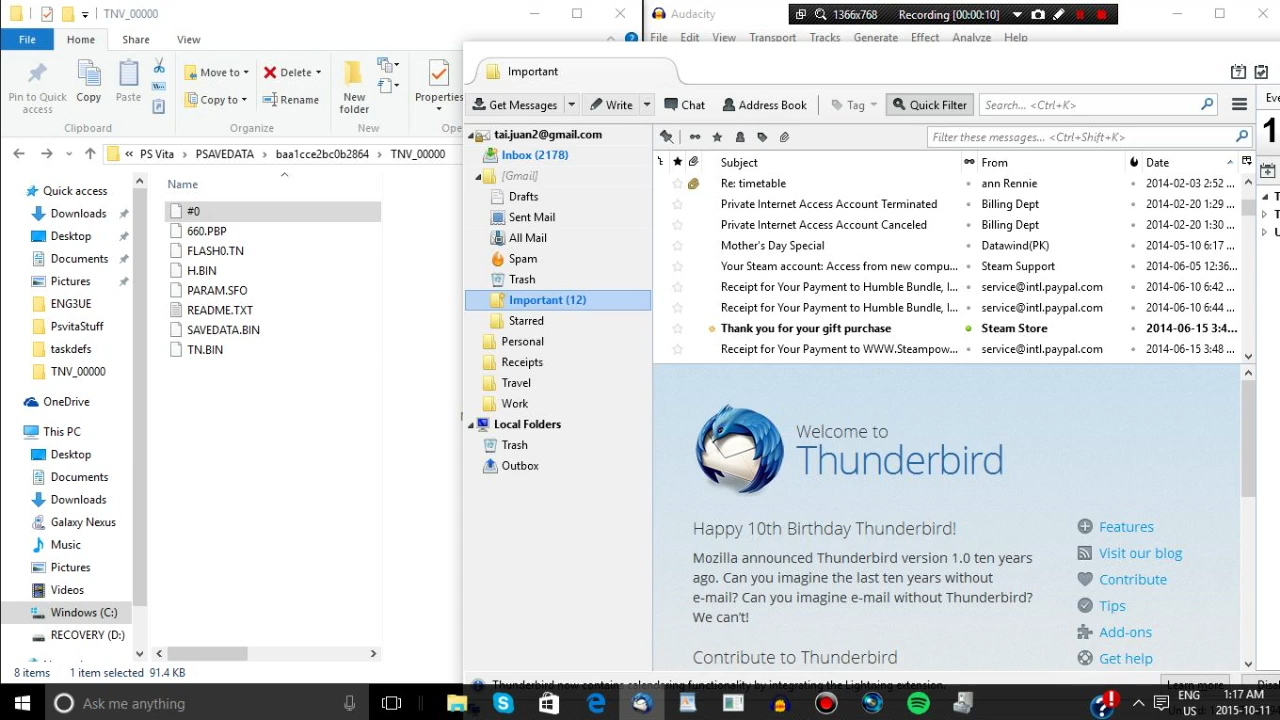 TNV_00000
Audacity
1366x768
Recording [00:00:10]
File
Home
Share
View
File Edit View Transport Tracks Generate Effect Analyze Help
Important
Pin to Quick access
Copy
Paste
Move to
Copy to
Delete
Rename
New folder
Properties
Clipboard
Organize
New
Get Messages
Write
Chat
Address Book
Tag
Quick Filter
Search... <Ctrl+K>
PS Vita > PSAVEDATA > baa1cce2bc0b2864 > TNV_00000
Quick access
Downloads
Desktop
Documents
Pictures
ENG3UE
PsvitaStuff
taskdefs
TNV_00000
OneDrive
This PC
Desktop
Documents
Downloads
Galaxy Nexus
Music
Pictures
Videos
Windows (C:)
RECOVERY (D:)
Name
#0
660.PBP
FLASH0.TN
H.BIN
PARAM.SFO
README.TXT
SAVEDATA.BIN
TN.BIN
8 items 1 item selected 91.4 KB
tai.juan2@gmail.com
Inbox (2178)
[Gmail]
Drafts
Sent Mail
All Mail
Spam
Trash
Important (12)
Starred
Personal
Receipts
Travel
Work
Local Folders
Trash
Outbox
Filter these messages... <Ctrl+Shift+K>
Subject From Date
Re: timetable ann Rennie 2014-02-03 2:52 ...
Private Internet Access Account Terminated Billing Dept 2014-02-20 1:29 ...
Private Internet Access Account Canceled Billing Dept 2014-02-20 1:43 ...
Mother's Day Special Datawind(PK) 2014-05-10 6:17 ...
Your Steam account: Access from new compu... Steam Support 2014-06-05 12:36...
Receipt for Your Payment to Humble Bundle, I... service@intl.paypal.com 2014-06-10 6:42 ...
Receipt for Your Payment to Humble Bundle, I... service@intl.paypal.com 2014-06-10 6:44 ...
Thank you for your gift purchase Steam Store 2014-06-15 3:4...
Receipt for Your Payment to WWW.Steampow... service@intl.paypal.com 2014-06-15 3:48 ...
Welcome to
Thunderbird
Happy 10th Birthday Thunderbird!
Mozilla announced Thunderbird version 1.0 ten years
ago. Can you imagine the last ten years without
e-mail? Can you imagine e-mail without Thunderbird?
We can't!
Contribute to Thunderbird
Features
Visit our blog
Contribute
Tips
Add-ons
Get help
Thunderbird now contains calendaring functionality by integrating the Lightning extension.
Learn more
Ask me anything
ENG
US
1:17 AM
2015-10-11